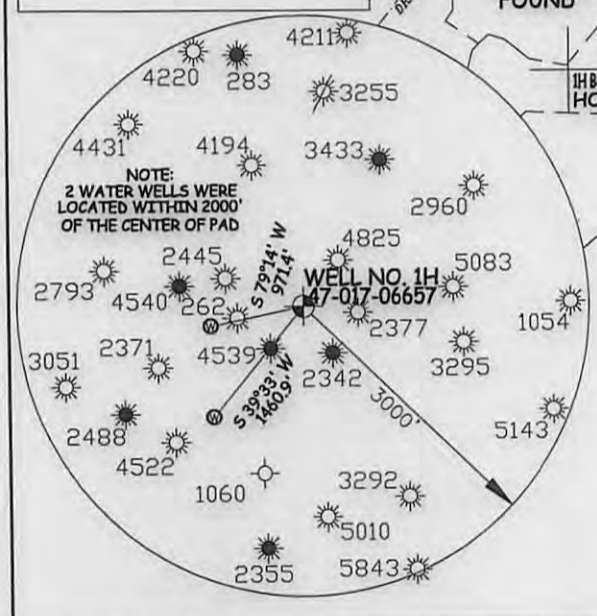 FOUND
4211
4220
283
3255
1H B
HO
4431
4194
3433
NOTE:
2 WATER WELLS WERE
LOCATED WITHIN 2000'
OF THE CENTER OF PAD
2960
2445
S 79°14' W
971.4'
4825
WELL NO. 1H
47-017-06657
5083
2793
4540
262
2377
1054
3051
2371
4539
S 39°33' W
1460.9'
2342
3295
3000'
W
W
2488
4522
5143
1060
3292
5010
2355
5843